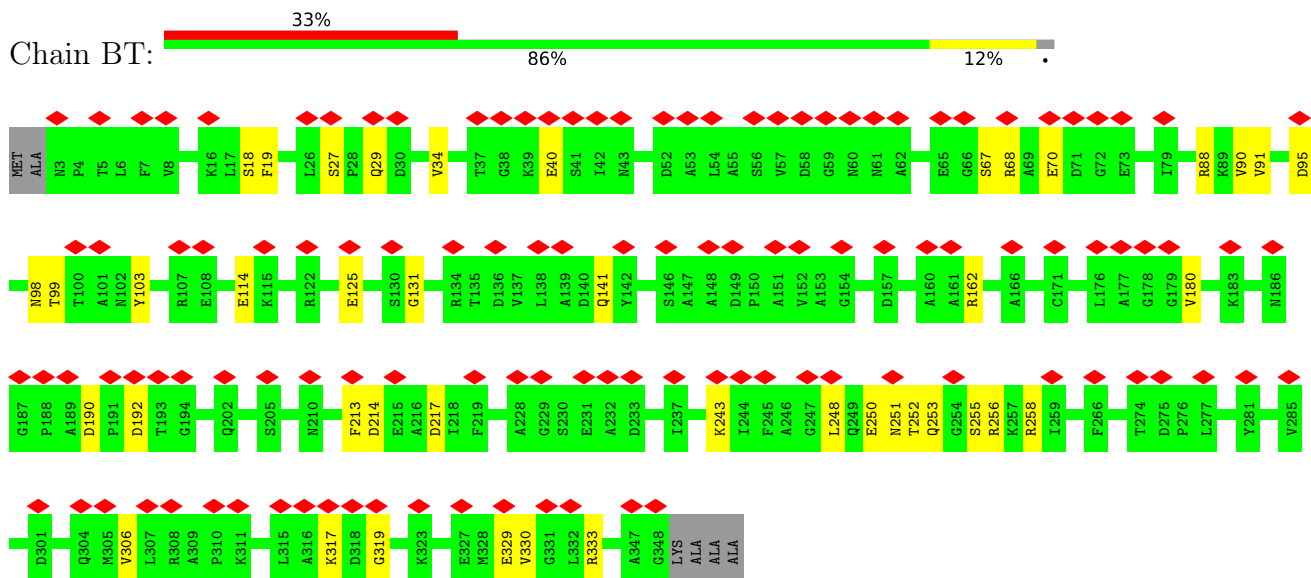 33%
Chain BT:
86% 12% •
MET ALA N3 P4 T5 L6 F7 V8 K16 L17 S18 F19 L26 S27 P28 Q29 D30 V34 T37 G38 K39 E40 S41 I42 N43 D52 A53 L54 A55 S56 V57 D58 G59 N60 N61 A62 E65 G66 S67 R68 A69 E70 D71 G72 E73 I79 R88 K89 V90 V91 D95
N98 T99 T100 A101 N102 Y103 R107 E108 E114 K115 R122 E125 S130 G131 R134 T135 D136 V137 L138 A139 D140 Q141 Y142 S146 A147 A148 D149 P150 A151 V152 A153 G154 D157 A160 A161 R162 A166 C171 L176 A177 G178 G179 V180 K183 N186
G187 P188 A189 D190 P191 D192 T193 G194 Q202 S205 N210 F213 D214 E215 A216 D217 I218 F219 A228 G229 S230 E231 A232 D233 I237 K243 I244 F245 A246 G247 L248 Q249 E250 N251 T252 Q253 G254 S255 R256 K257 R258 I259 F266 T274 D275 P276 L277 Y281 V285
D301 Q304 M305 V306 L307 R308 A309 P310 K311 L315 A316 K317 D318 G319 K323 E327 M328 E329 V330 G331 L332 R333 A347 G348 LYS ALA ALA ALA